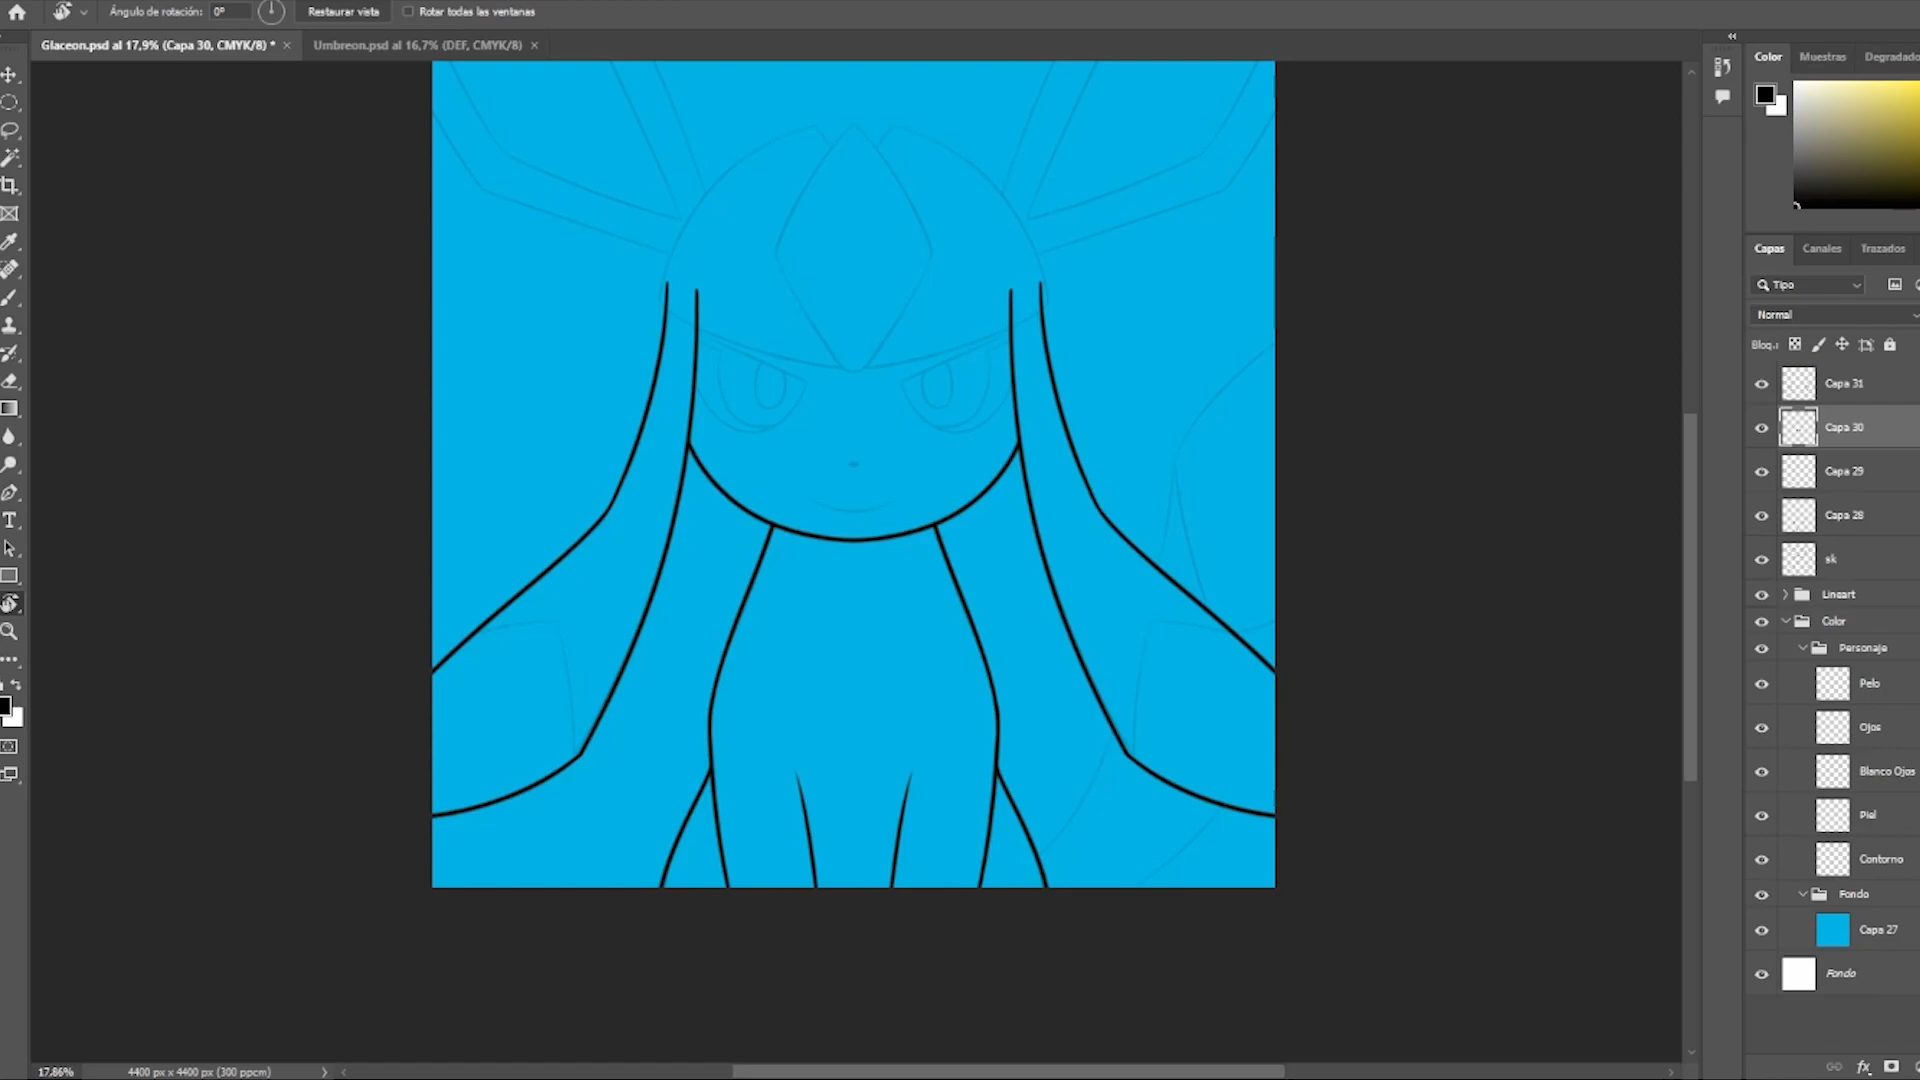 Ángulo de rotación: 0° Restaurar vista Rotar todas las ventanas
Glaceon.psd al 17,9% (Capa 30, CMYK/8) * × Umbreon.psd al 16,7% (DEF, CMYK/8) ×
Color Muestras Degradado
Capas Canales Trazados
Tipo
Normal
Bloq.:
Capa 31
Capa 30
Capa 29
Capa 28
sk
Lineart
Color
Personaje
Pelo
Ojos
Blanco Ojos
Piel
Contorno
Fondo
Capa 27
Fondo
17,86% 4400 px x 4400 px (300 ppcm)
fx